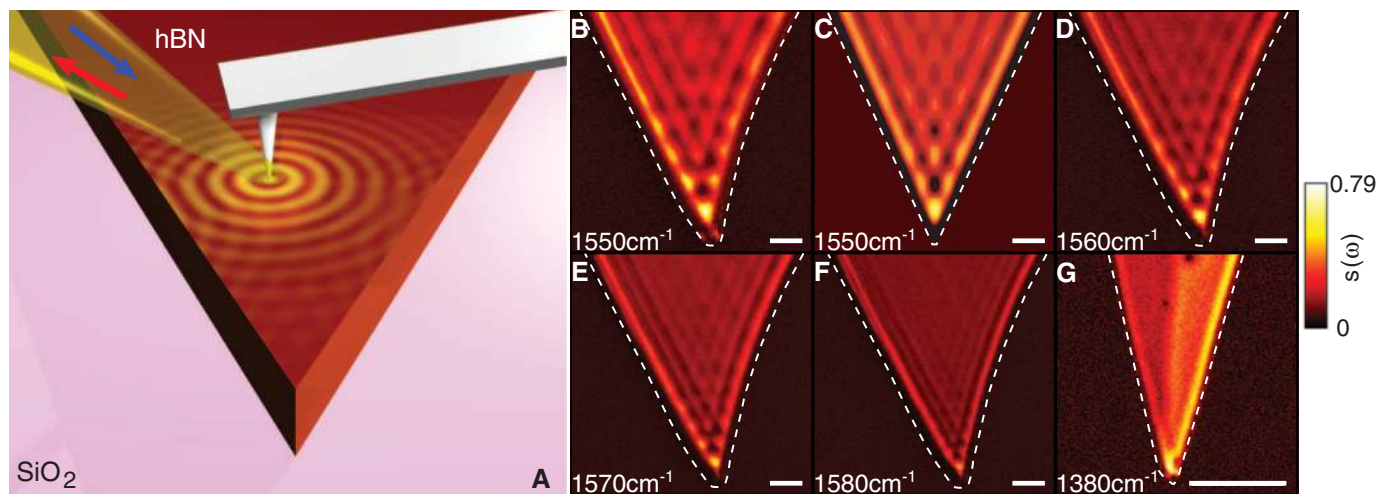 hBN
SiO₂
A
B
1550cm⁻¹
C
1550cm⁻¹
D
1560cm⁻¹
E
1570cm⁻¹
F
1580cm⁻¹
G
1380cm⁻¹
0.79
s(ω)
0